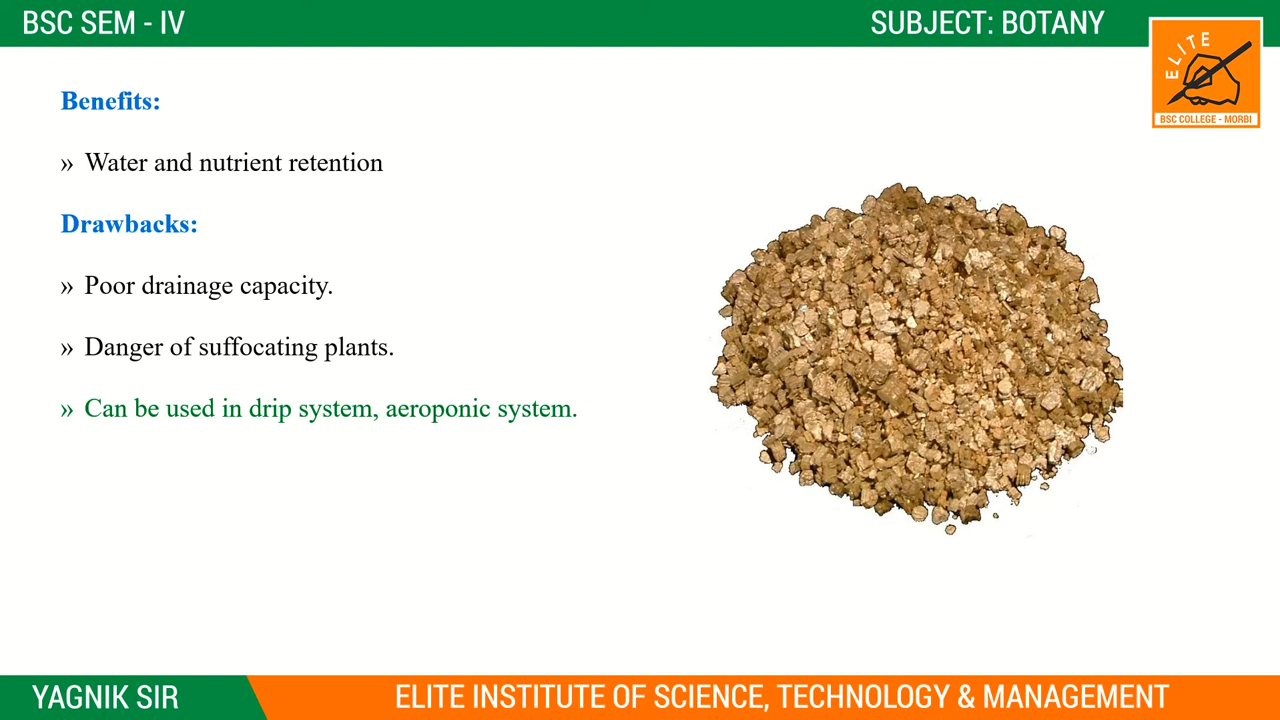 BSC SEM - IV
SUBJECT: BOTANY
ELITE
BSC COLLEGE - MORBI
Benefits:
» Water and nutrient retention
Drawbacks:
» Poor drainage capacity.
» Danger of suffocating plants.
» Can be used in drip system, aeroponic system.
YAGNIK SIR
ELITE INSTITUTE OF SCIENCE, TECHNOLOGY & MANAGEMENT